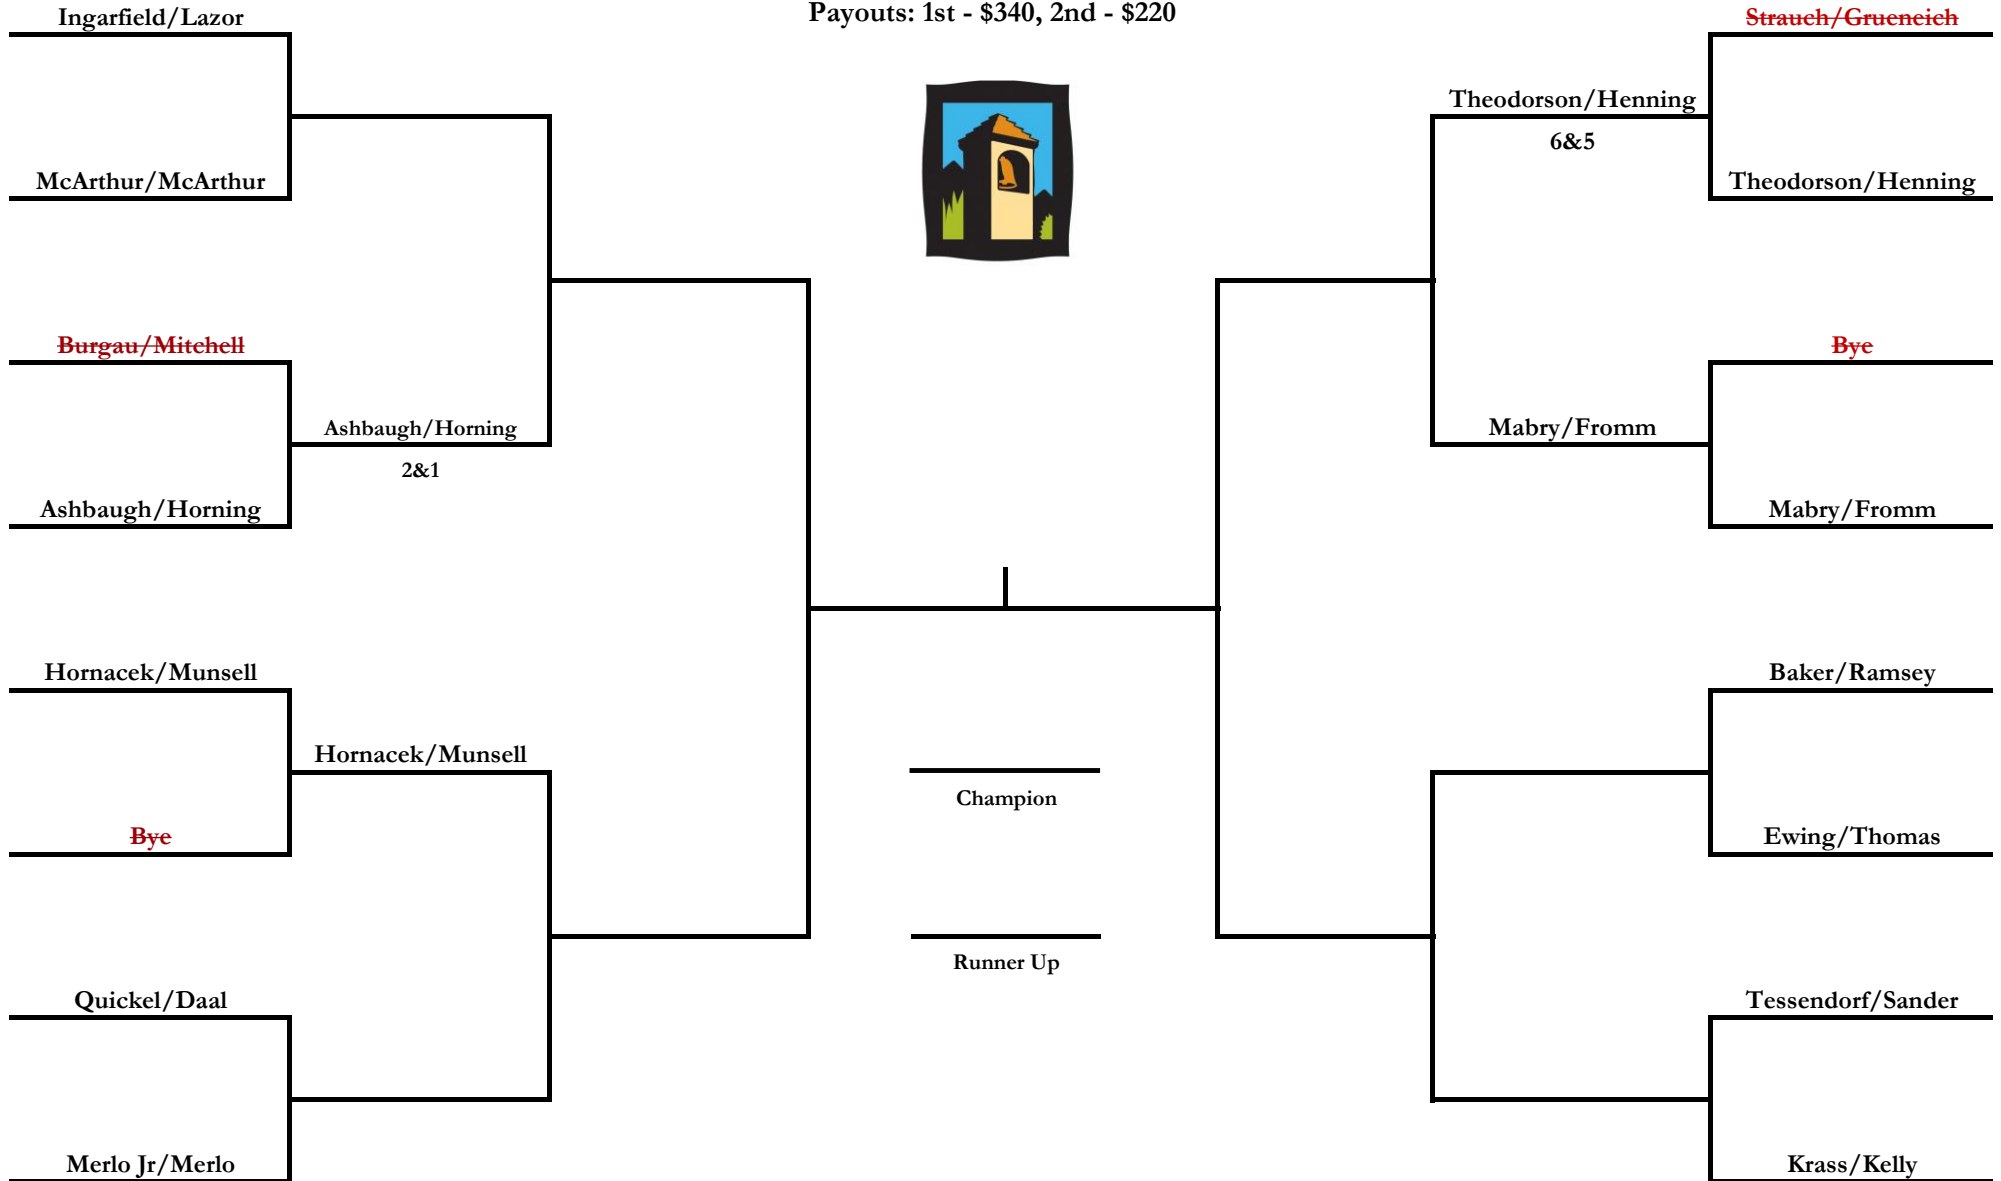 Payouts: 1st - $340, 2nd - $220
Ingarfield/Lazor
McArthur/McArthur
Burgau/Mitchell
Ashbaugh/Horning
2&1
Ashbaugh/Horning
Hornacek/Munsell
Hornacek/Munsell
Bye
Quickel/Daal
Merlo Jr/Merlo
Champion
Runner Up
Strauch/Grueneich
Theodorson/Henning
6&5
Theodorson/Henning
Bye
Mabry/Fromm
Mabry/Fromm
Baker/Ramsey
Ewing/Thomas
Tessendorf/Sander
Krass/Kelly